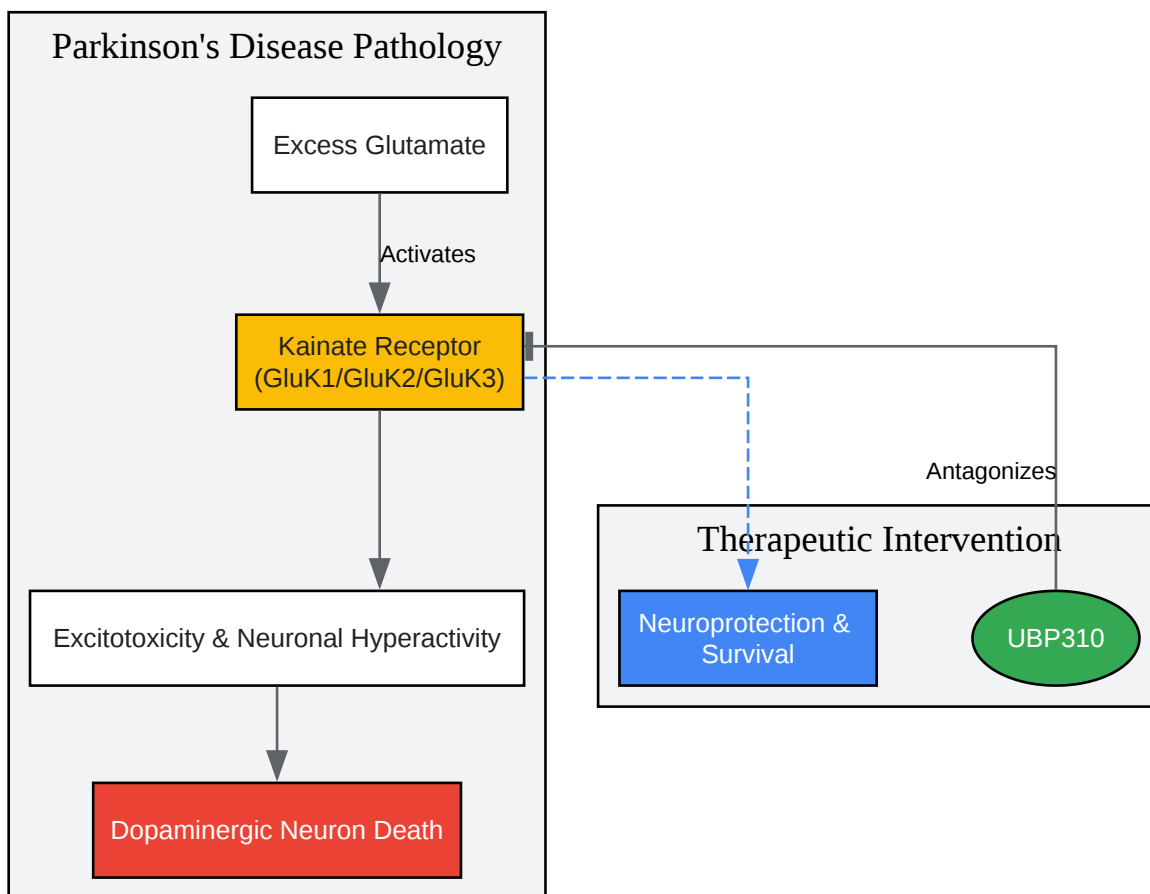 Parkinson's Disease Pathology
Excess Glutamate
Activates
Kainate Receptor
(GluK1/GluK2/GluK3)
Antagonizes
Therapeutic Intervention
Excitotoxicity & Neuronal Hyperactivity
Neuroprotection &
Survival
UBP310
Dopaminergic Neuron Death